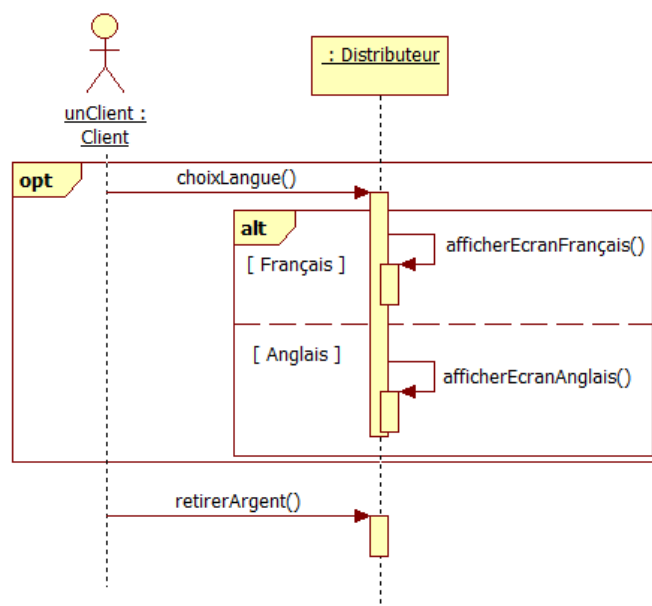 : Distributeur
unClient :
Client
opt
choixLangue()
alt
afficherEcranFrançais()
[ Français ]
[ Anglais ]
afficherEcranAnglais()
retirerArgent()